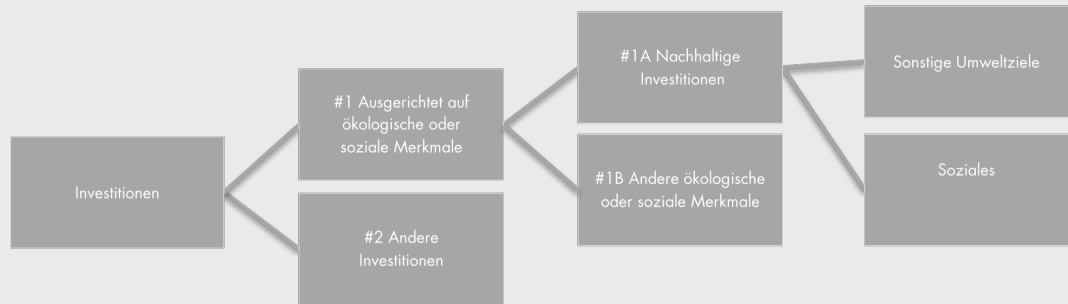 Investitionen
#1 Ausgerichtet auf
ökologische oder
soziale Merkmale
#2 Andere
Investitionen
#1A Nachhaltige
Investitionen
#1B Andere ökologische
oder soziale Merkmale
Sonstige Umweltziele
Soziales